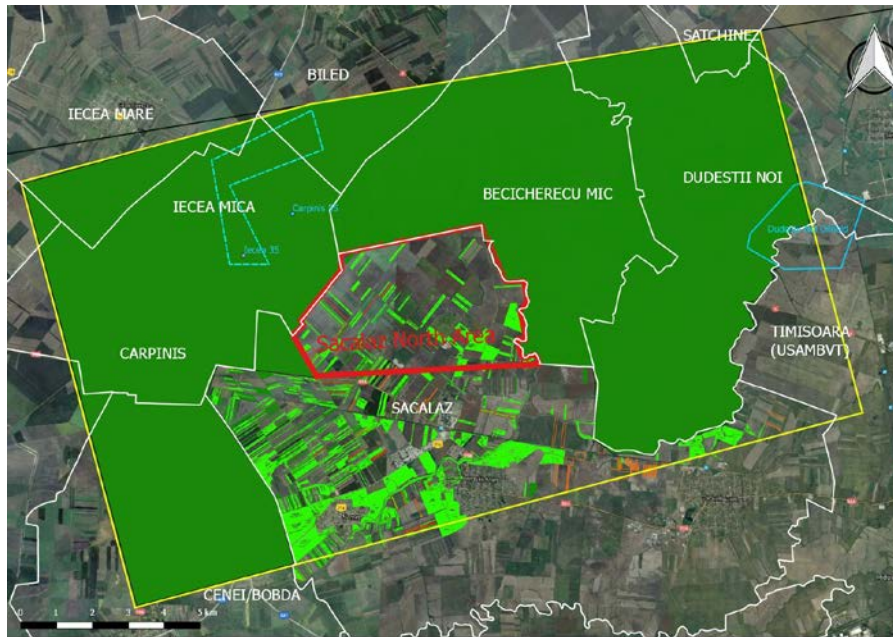 SATCHINEZ
BILED
IECEA MARE
DUDESTII NOI
BECICHERECU MIC
IECEA MICA
Carpinis 55
Iecea 35
Sacalaz North Area
TIMISOARA
(USAMBVT)
CARPINIS
SACALAZ
CENEI/BOBDA
0 1 2 3 4 5 km